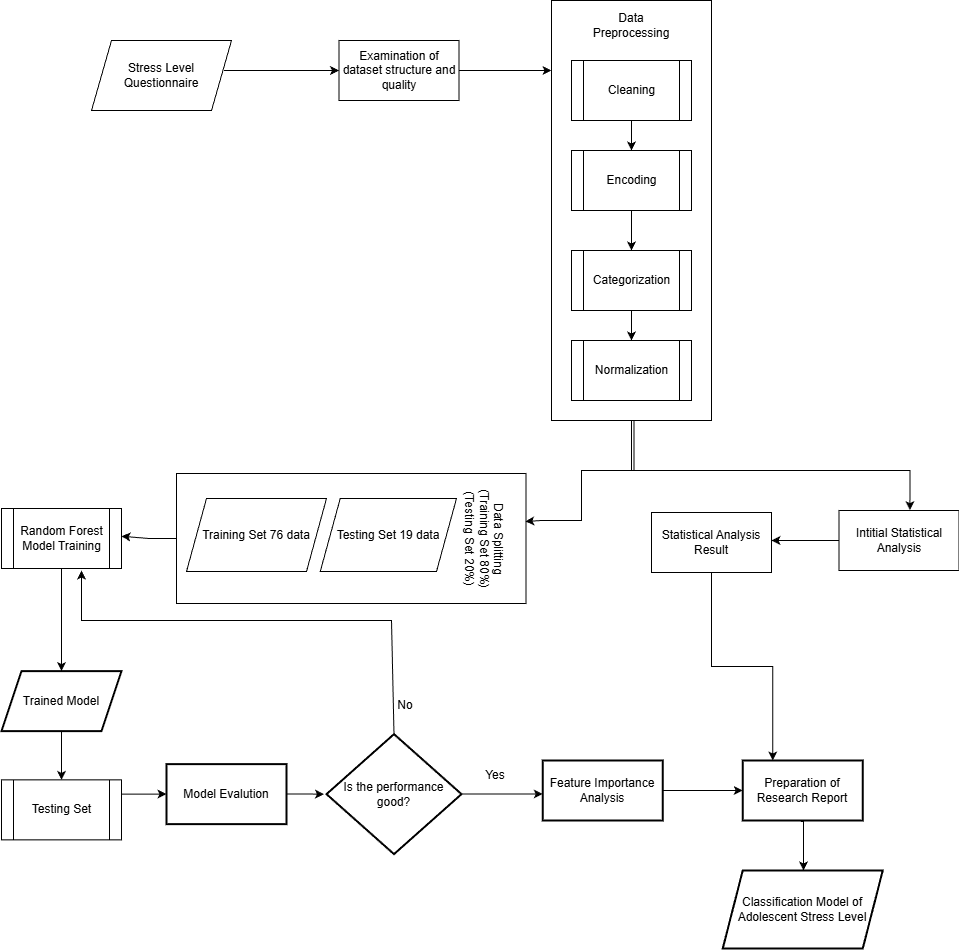 Stress Level
Questionnaire
Examination of
dataset structure and
quality
Data
Preprocessing
Cleaning
Encoding
Categorization
Normalization
Data Splitting
(Training Set 80%)
(Testing Set 20%)
Training Set 76 data
Testing Set 19 data
Random Forest
Model Training
Statistical Analysis
Result
Intitial Statistical
Analysis
Trained Model
No
Testing Set
Model Evalution
Is the performance
good?
Yes
Feature Importance
Analysis
Preparation of
Research Report
Classification Model of
Adolescent Stress Level